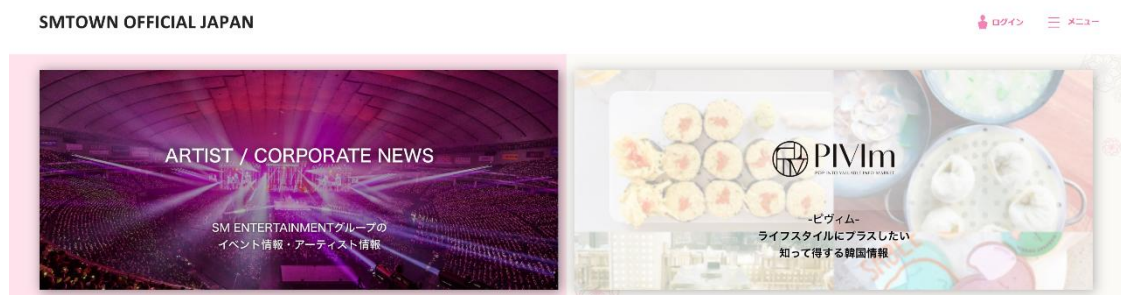 SMTOWN OFFICIAL JAPAN
ログイン
メニュー
ARTIST / CORPORATE NEWS
SM ENTERTAINMENTグループの
イベント情報・アーティスト情報
PIVIm
-ピヴィム-
ライフスタイルにプラスしたい
知って得する韓国情報